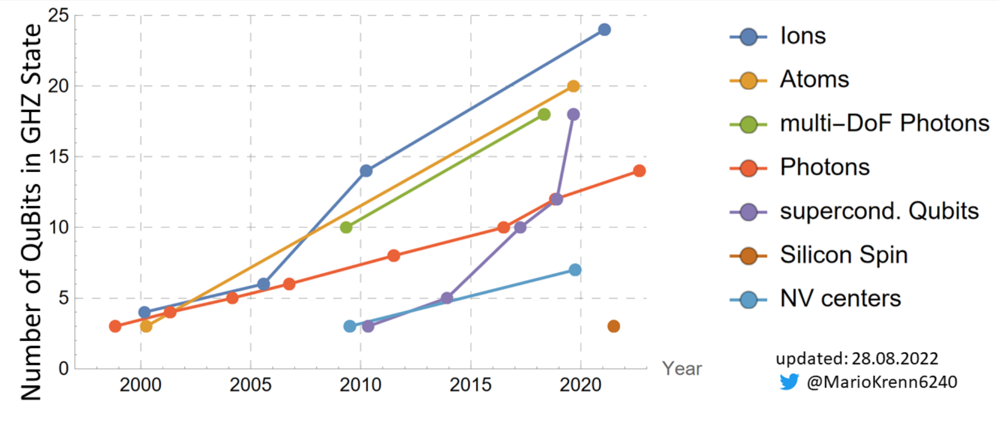 Number of QuBits in GHZ State
25
20
15
10
5
0
2000
2005
2010
2015
2020
Year
Ions
Atoms
multi–DoF Photons
Photons
supercond. Qubits
Silicon Spin
NV centers
updated: 28.08.2022
@MarioKrenn6240